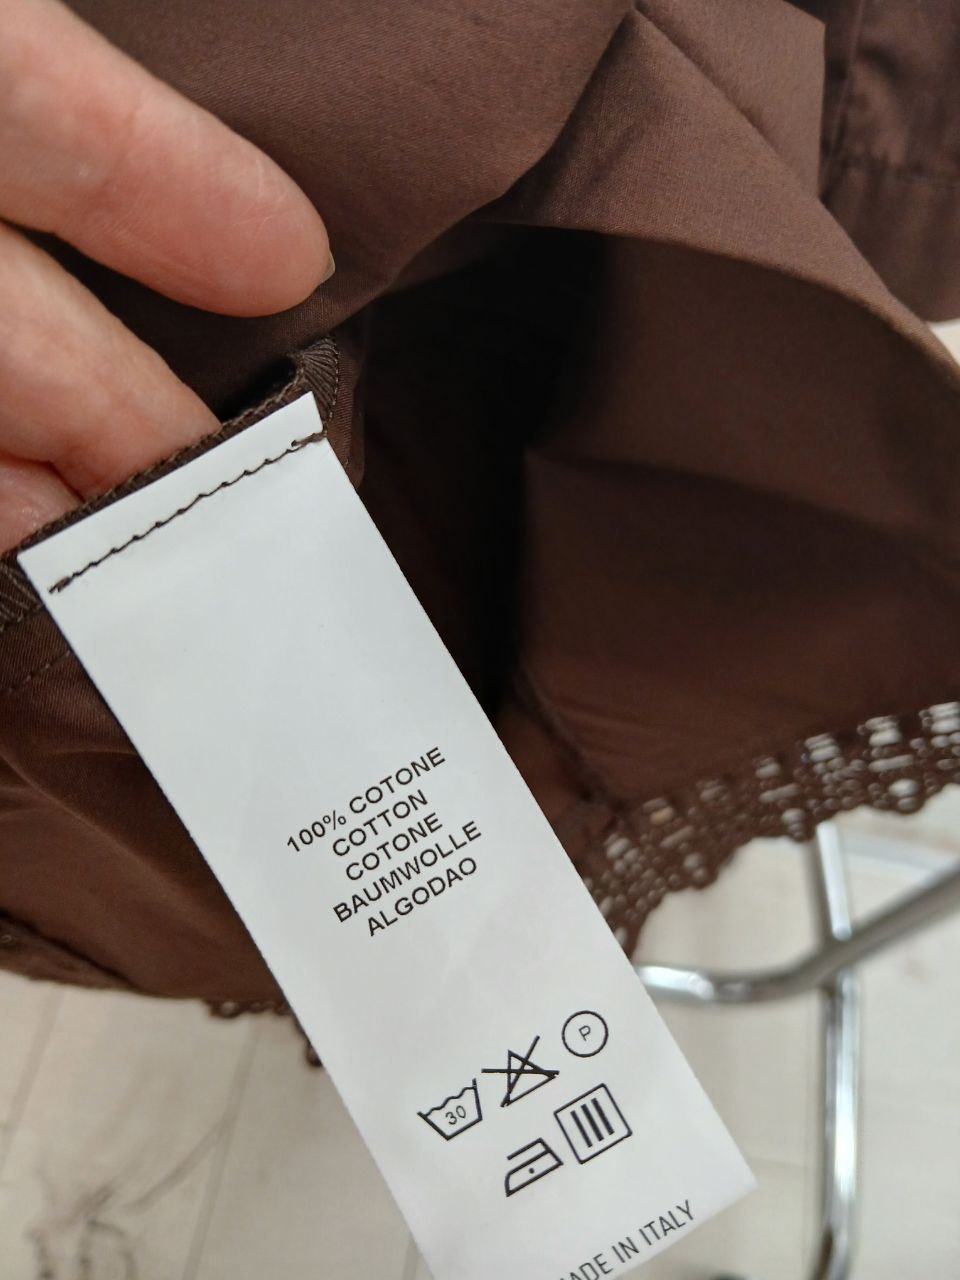 100% COTONE
COTTON
COTONE
BAUMWOLLE
ALGODAO
30
P
MADE IN ITALY